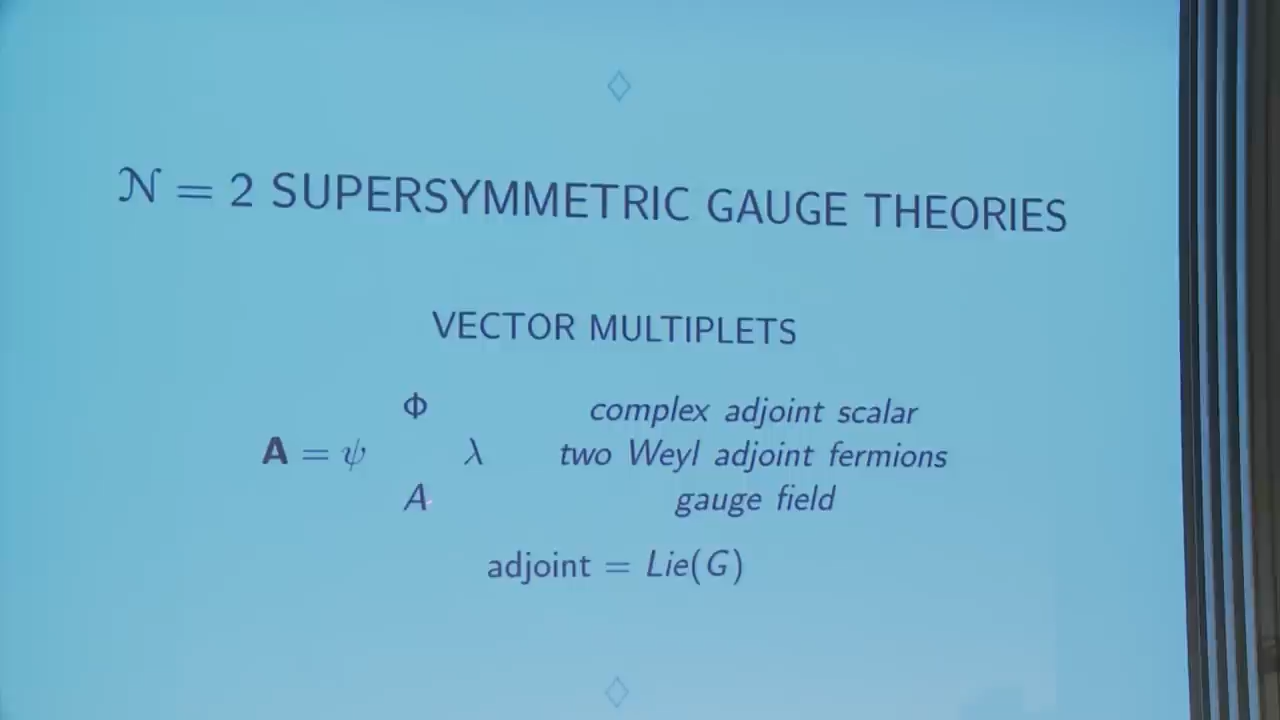 𝒩 = 2 SUPERSYMMETRIC GAUGE THEORIES
VECTOR MULTIPLETS
Φ complex adjoint scalar
A = ψ λ two Weyl adjoint fermions
A gauge field
adjoint = Lie(G)